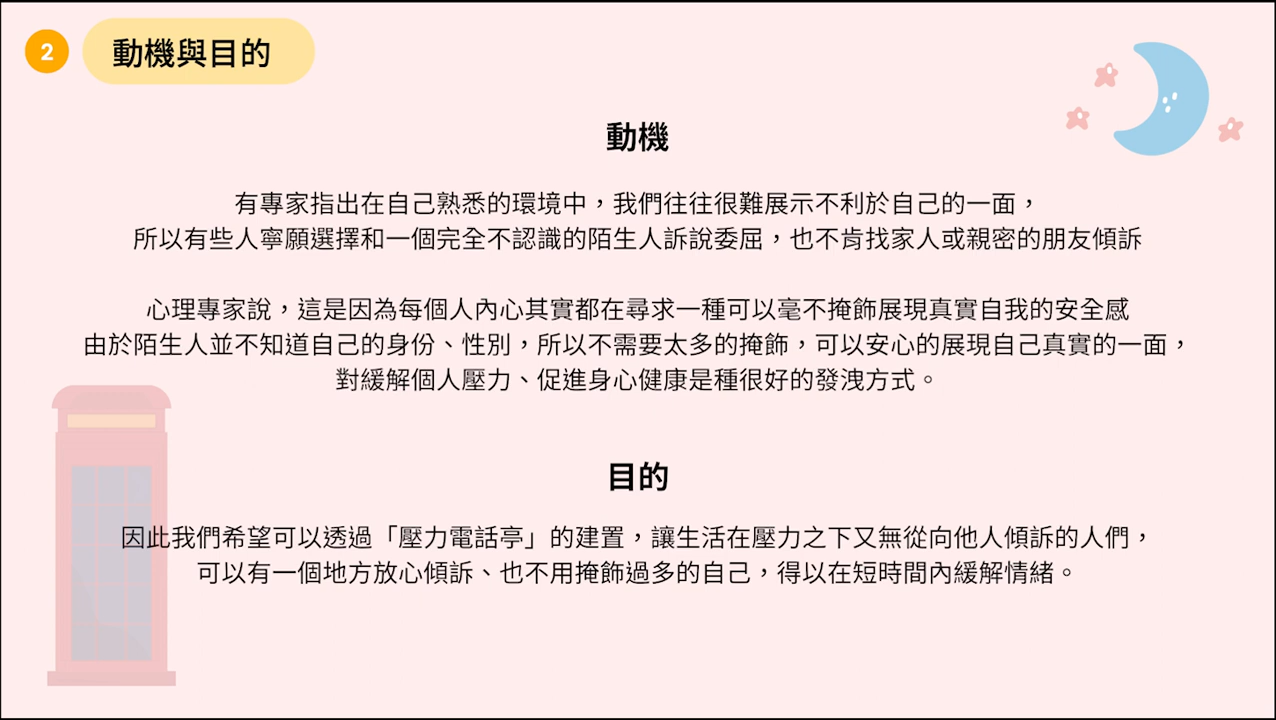 2
動機與目的
動機
有專家指出在自己熟悉的環境中，我們往往很難展示不利於自己的一面，
所以有些人寧願選擇和一個完全不認識的陌生人訴說委屈，也不肯找家人或親密的朋友傾訴
心理專家說，這是因為每個人內心其實都在尋求一種可以毫不掩飾展現真實自我的安全感
由於陌生人並不知道自己的身份、性別，所以不需要太多的掩飾，可以安心的展現自己真實的一面，
對緩解個人壓力、促進身心健康是種很好的發洩方式。
目的
因此我們希望可以透過「壓力電話亭」的建置，讓生活在壓力之下又無從向他人傾訴的人們，
可以有一個地方放心傾訴、也不用掩飾過多的自己，得以在短時間內緩解情緒。